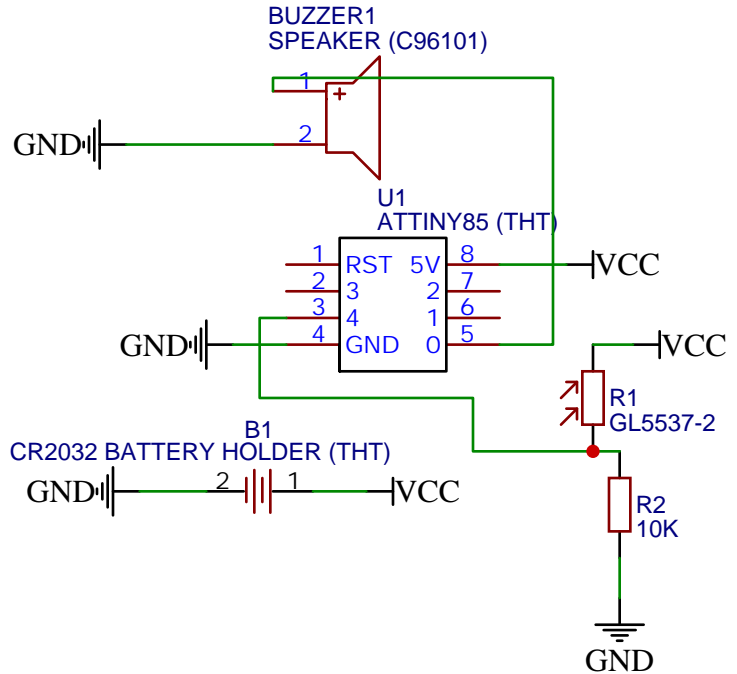 BUZZER1
SPEAKER (C96101)
1
+
2
GND
U1
ATTINY85 (THT)
1 RST 5V 8 VCC
2 3 2 7
3 4 1 6
GND 4 GND 0 5
VCC
R1
GL5537-2
B1
CR2032 BATTERY HOLDER (THT)
GND 2 1 VCC
R2
10K
GND